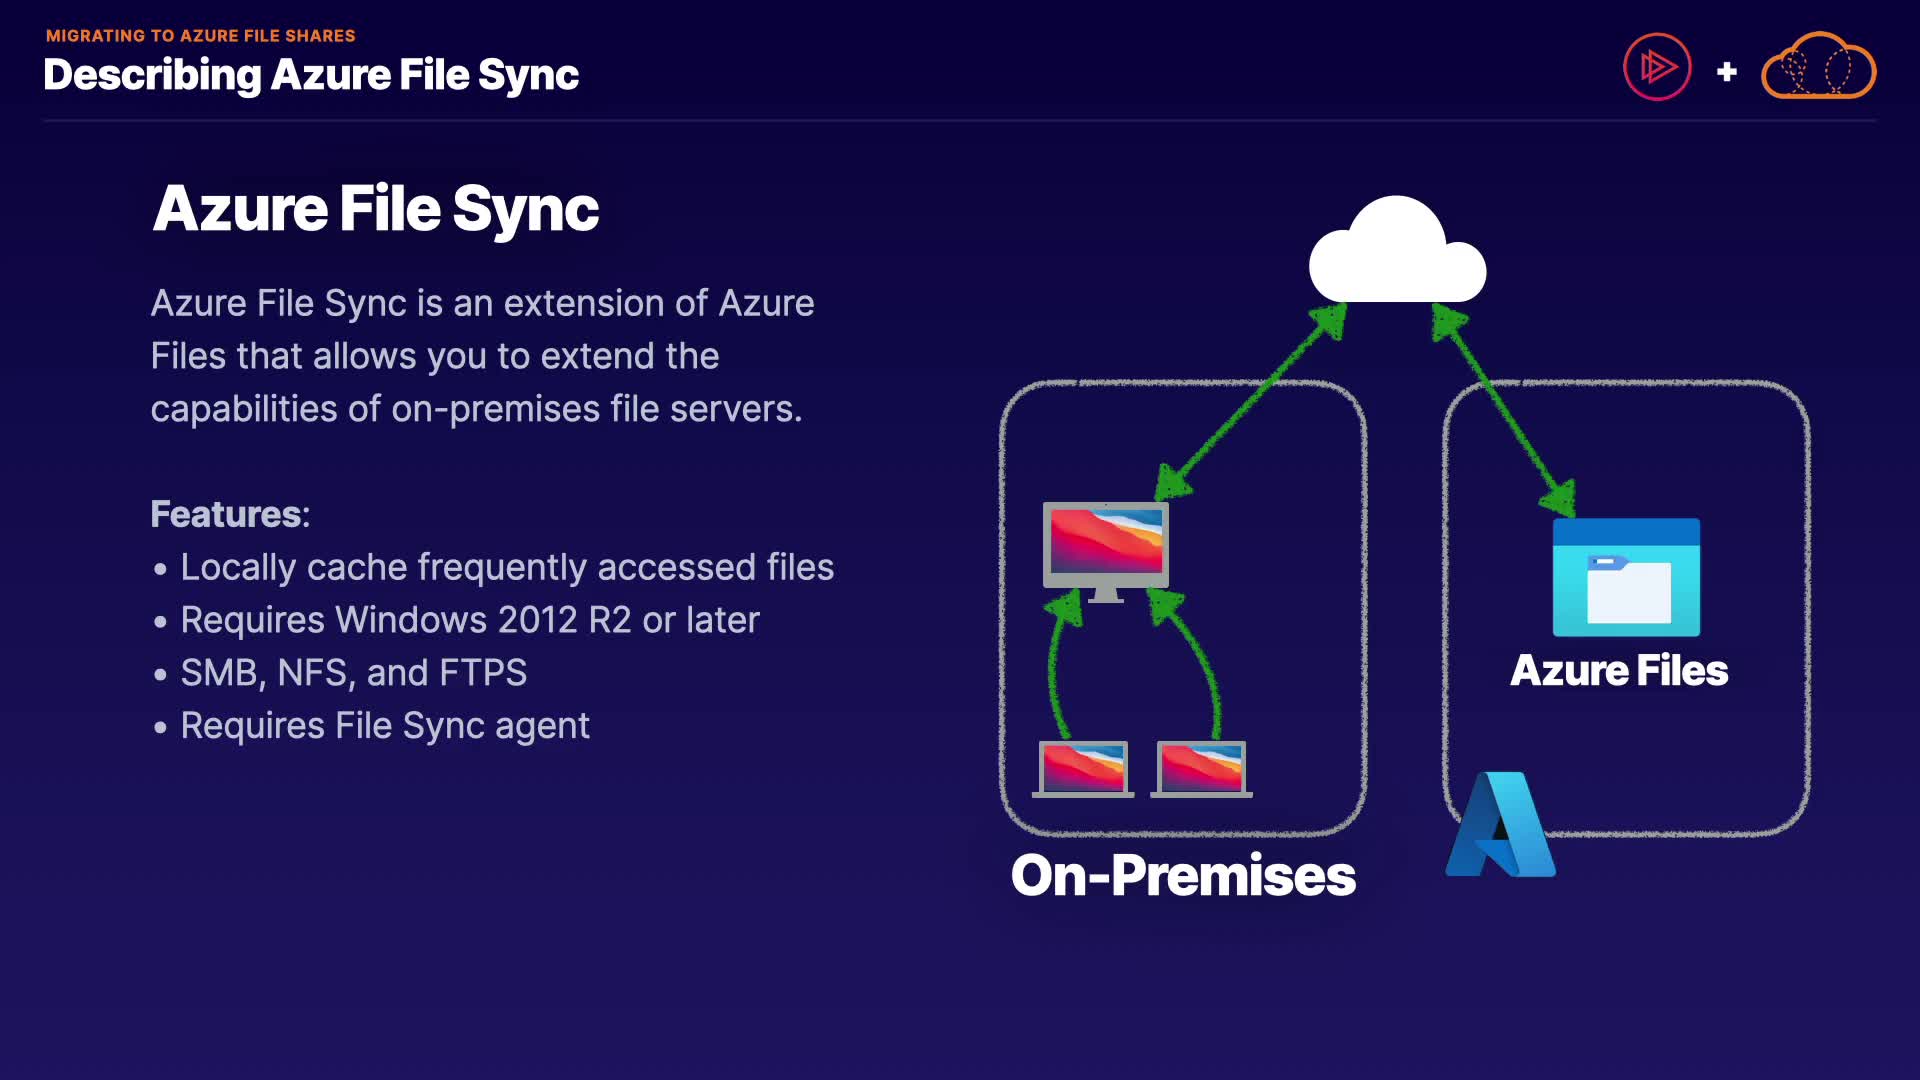 MIGRATING TO AZURE FILE SHARES
Describing Azure File Sync
Azure File Sync
Azure File Sync is an extension of Azure
Files that allows you to extend the
capabilities of on-premises file servers.
Features:
• Locally cache frequently accessed files
• Requires Windows 2012 R2 or later
• SMB, NFS, and FTPS
• Requires File Sync agent
Azure Files
On-Premises